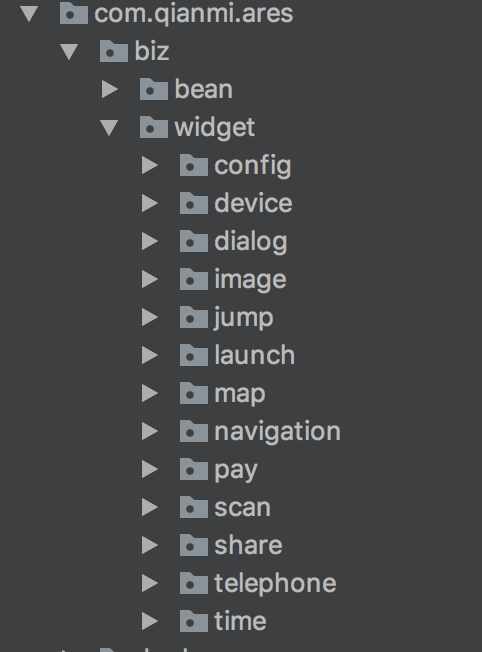 com.qianmi.ares
biz
bean
widget
config
device
dialog
image
jump
launch
map
navigation
pay
scan
share
telephone
time